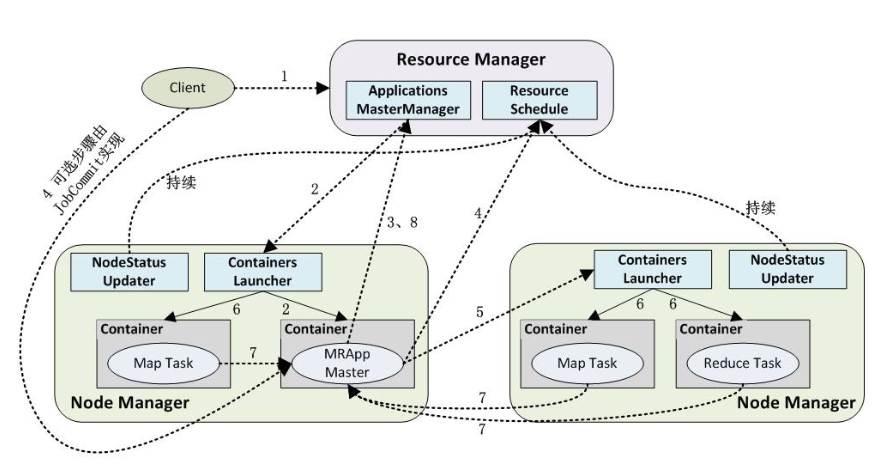 Resource Manager
Client
1
Applications
MasterManager
Resource
Schedule
4 可选步骤由
JobCommit实现
持续
2
3、8
4
持续
NodeStatus
Updater
Containers
Launcher
6
2
Container
Map Task
7
Container
MRApp
Master
Node Manager
5
Containers
Launcher
NodeStatus
Updater
6
6
Container
Map Task
Container
Reduce Task
Node Manager
7
7